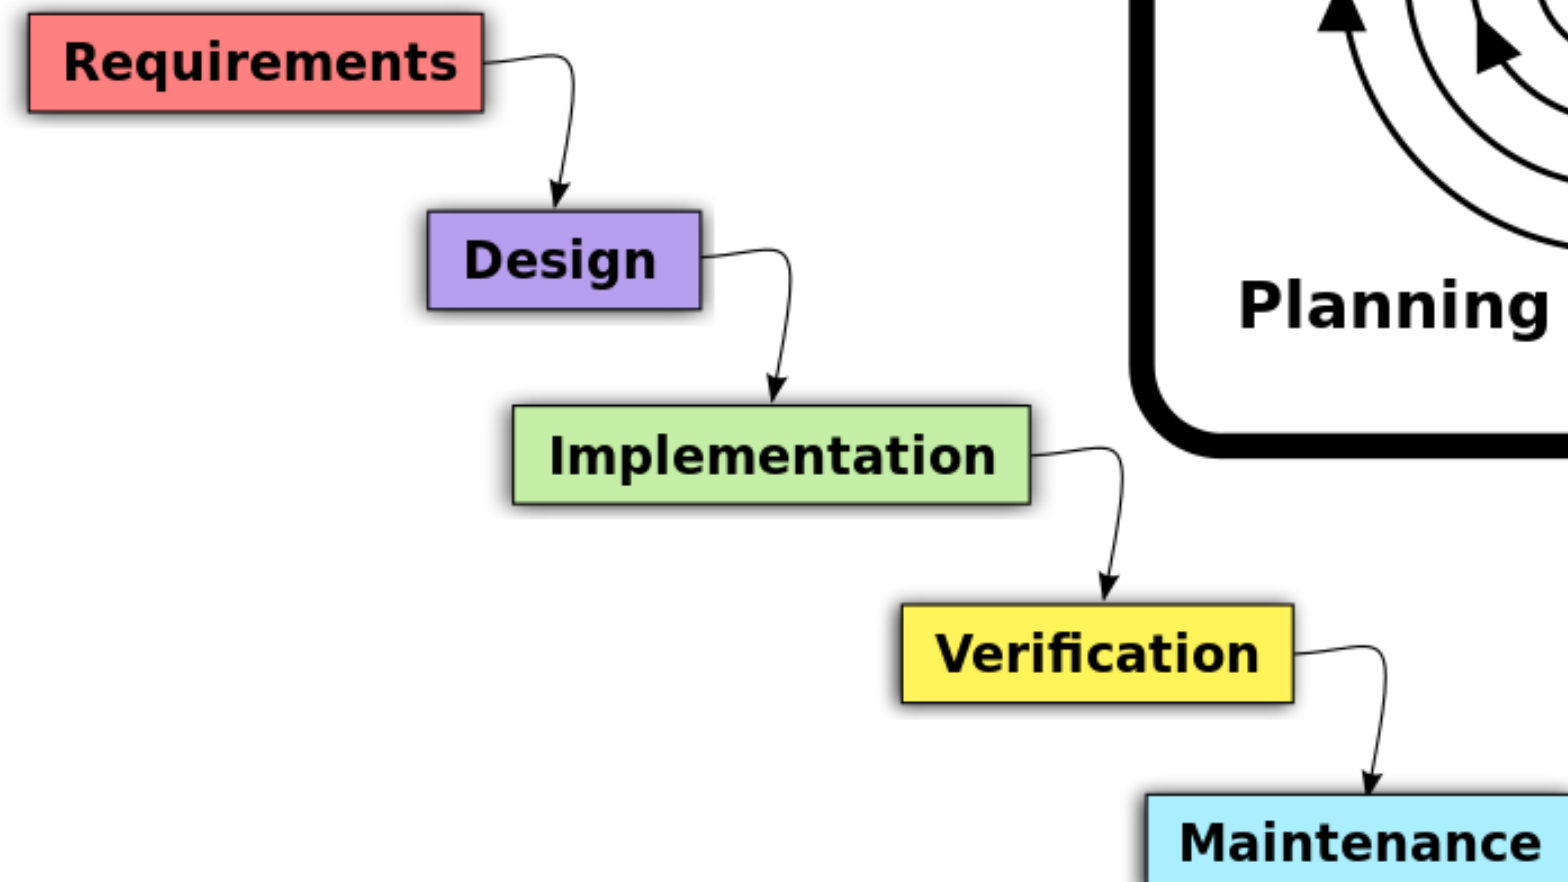 Requirements
Design
Planning
Implementation
Verification
Maintenance